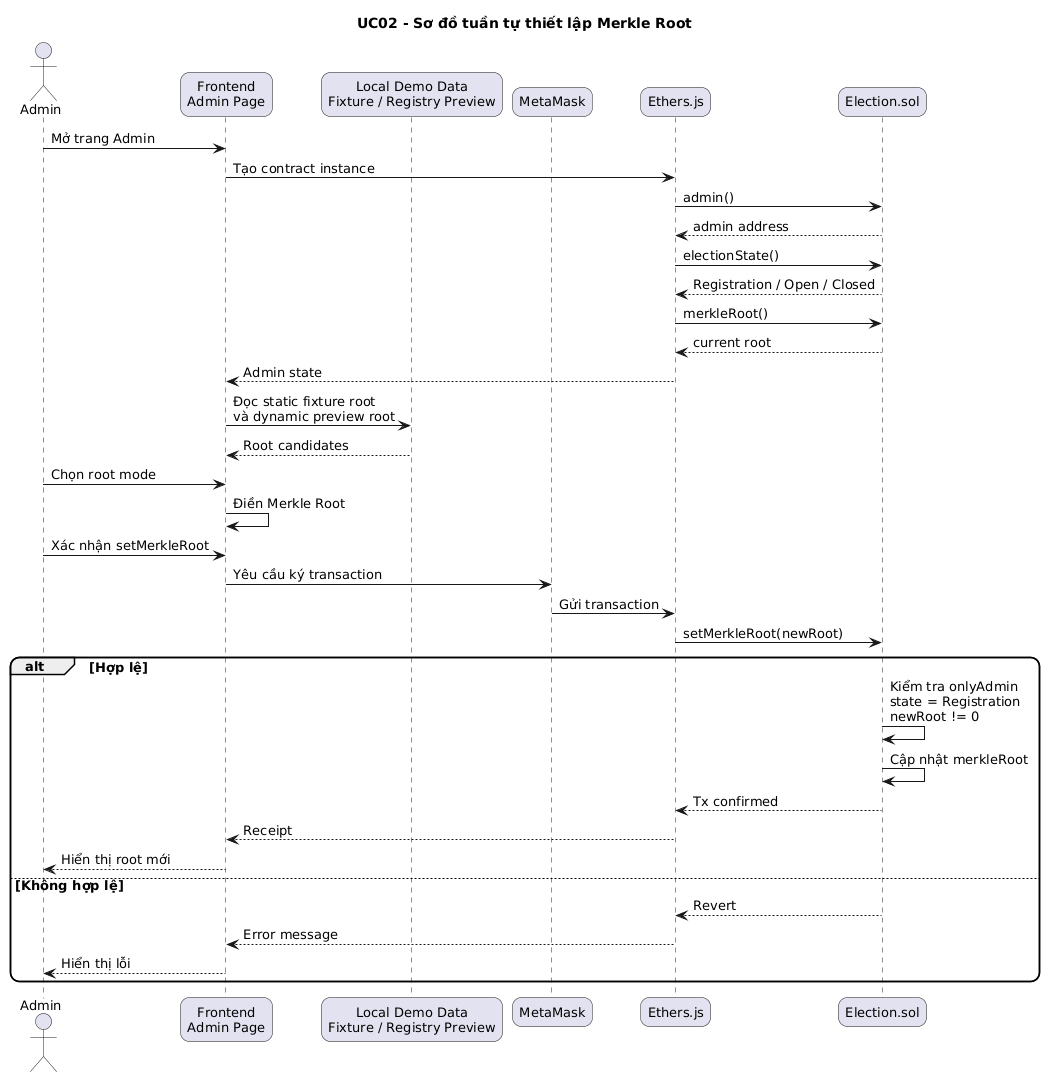 UC02 - Sơ đồ tuần tự thiết lập Merkle Root
Admin
Frontend
Admin Page
Local Demo Data
Fixture / Registry Preview
MetaMask
Ethers.js
Election.sol
Mở trang Admin
Tạo contract instance
admin()
admin address
electionState()
Registration / Open / Closed
merkleRoot()
current root
Admin state
Đọc static fixture root
và dynamic preview root
Root candidates
Chọn root mode
Điền Merkle Root
Xác nhận setMerkleRoot
Yêu cầu ký transaction
Gửi transaction
setMerkleRoot(newRoot)
alt
[Hợp lệ]
Kiểm tra onlyAdmin
state = Registration
newRoot != 0
Cập nhật merkleRoot
Tx confirmed
Receipt
Hiển thị root mới
[Không hợp lệ]
Revert
Error message
Hiển thị lỗi
Admin
Frontend
Admin Page
Local Demo Data
Fixture / Registry Preview
MetaMask
Ethers.js
Election.sol